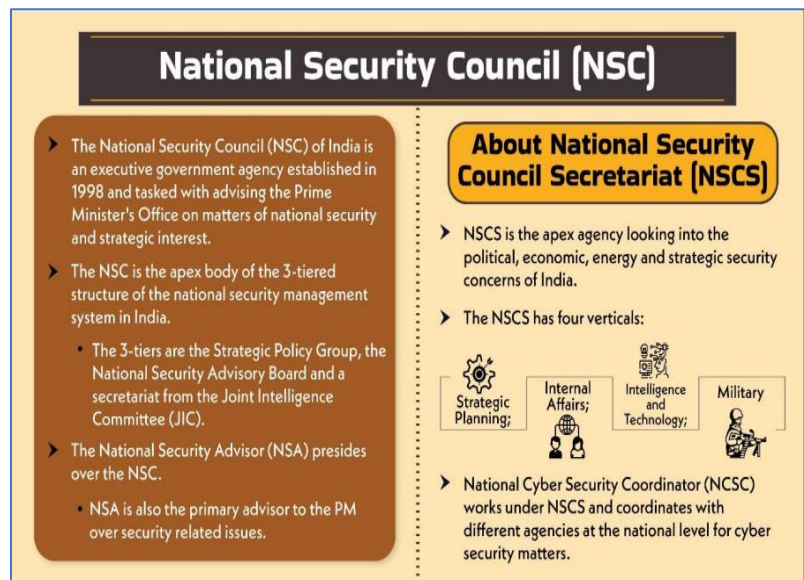 National Security Council (NSC)
➤ The National Security Council (NSC) of India is
an executive government agency established in
1998 and tasked with advising the Prime
Minister's Office on matters of national security
and strategic interest.
➤ The NSC is the apex body of the 3-tiered
structure of the national security management
system in India.
• The 3-tiers are the Strategic Policy Group, the
National Security Advisory Board and a
secretariat from the Joint Intelligence
Committee (JIC).
➤ The National Security Advisor (NSA) presides
over the NSC.
• NSA is also the primary advisor to the PM
over security related issues.
About National Security
Council Secretariat (NSCS)
➤ NSCS is the apex agency looking into the
political, economic, energy and strategic security
concerns of India.
➤ The NSCS has four verticals:
Strategic
Planning;
Internal
Affairs;
Intelligence
and
Technology;
Military
➤ National Cyber Security Coordinator (NCSC)
works under NSCS and coordinates with
different agencies at the national level for cyber
security matters.